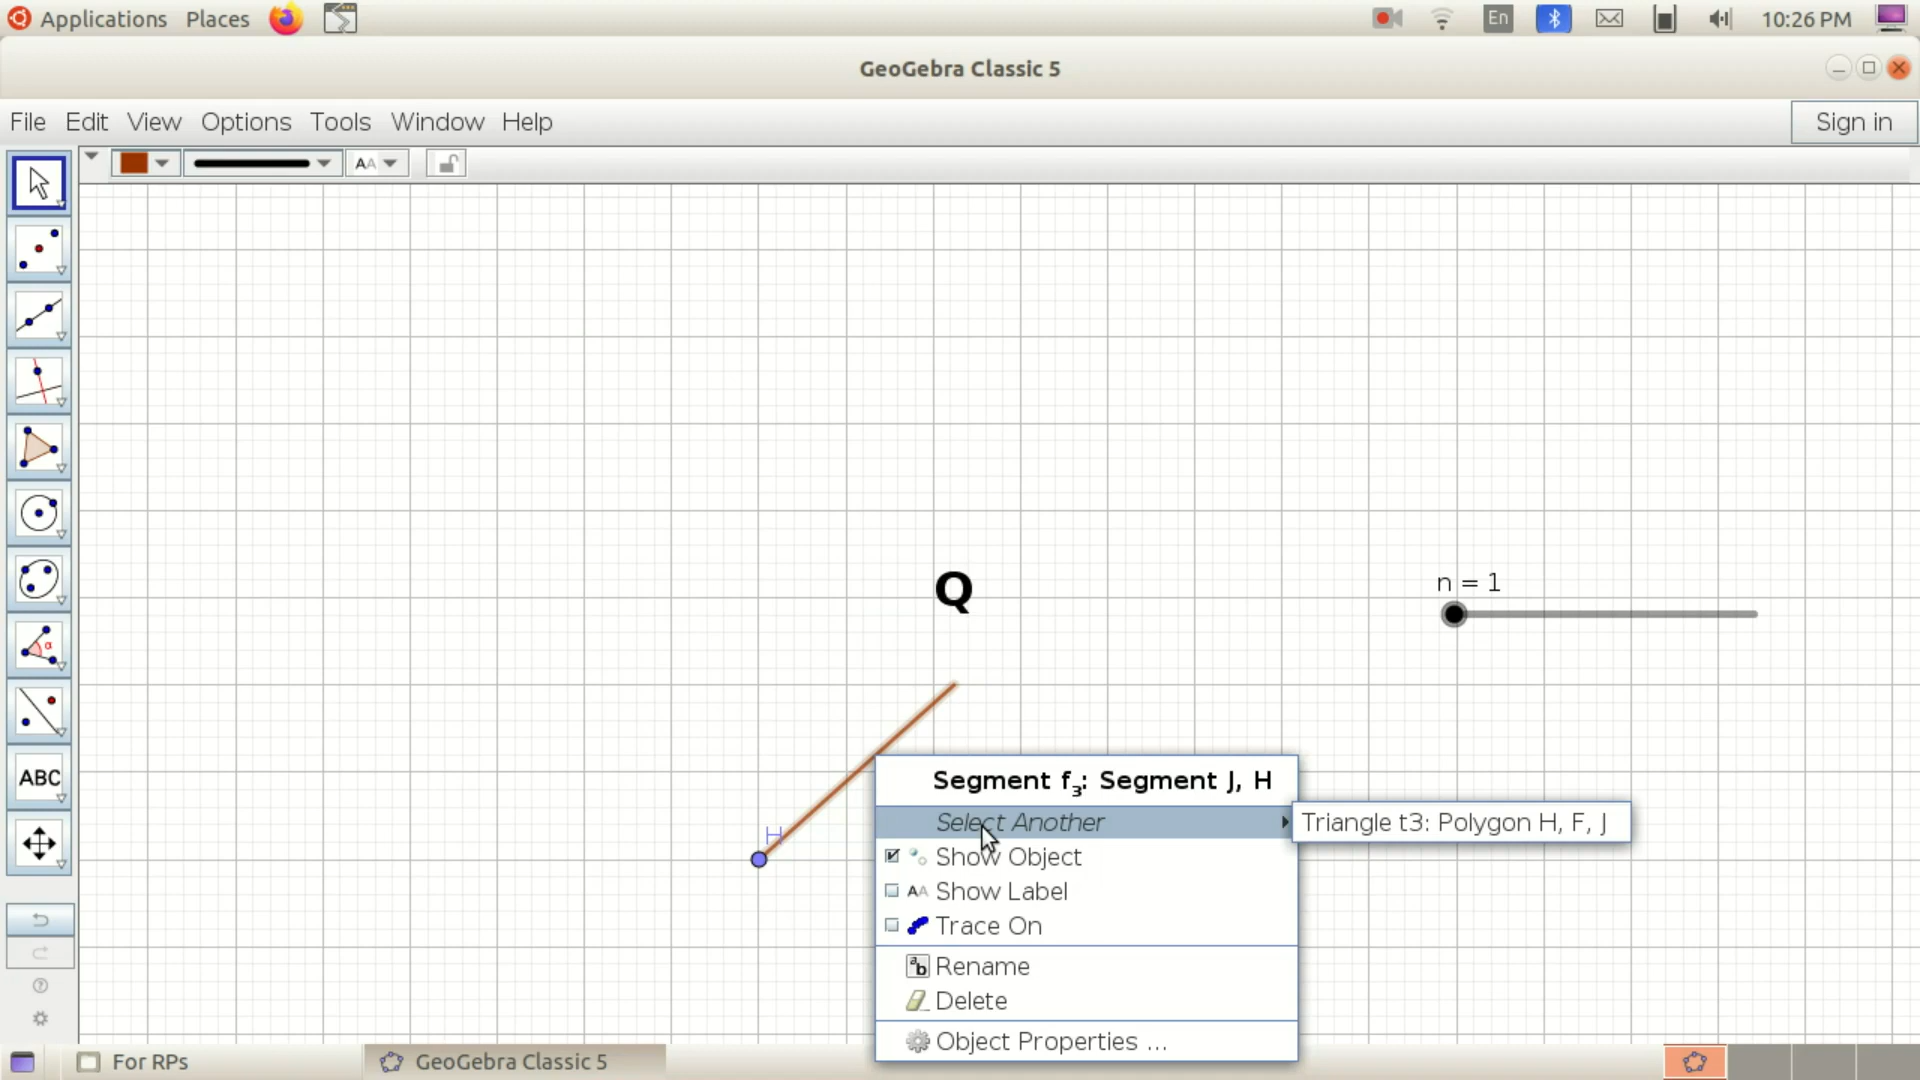 Applications Places En 10:26 PM
GeoGebra Classic 5
File Edit View Options Tools Window Help Sign in
AA
Q
n = 1
H
α
ABC
Segment f₃: Segment J, H
Select Another
Triangle t3: Polygon H, F, J
Show Object
AA Show Label
Trace On
ab Rename
Delete
Object Properties ...
For RPs GeoGebra Classic 5